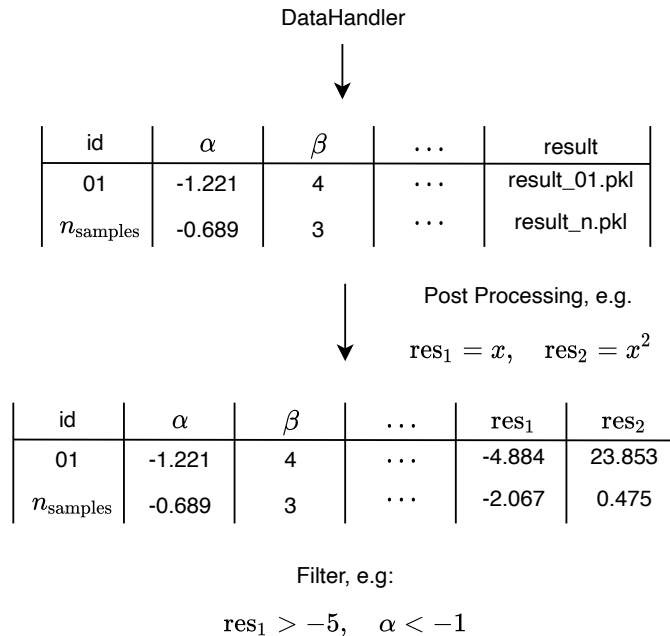 DataHandler
id α β ... result
01 -1.221 4 ... result_01.pkl
n_samples -0.689 3 ... result_n.pkl
Post Processing, e.g.
res₁ = x, res₂ = x²
id α β ... res₁ res₂
01 -1.221 4 ... -4.884 23.853
n_samples -0.689 3 ... -2.067 0.475
Filter, e.g:
res₁ > −5, α < −1